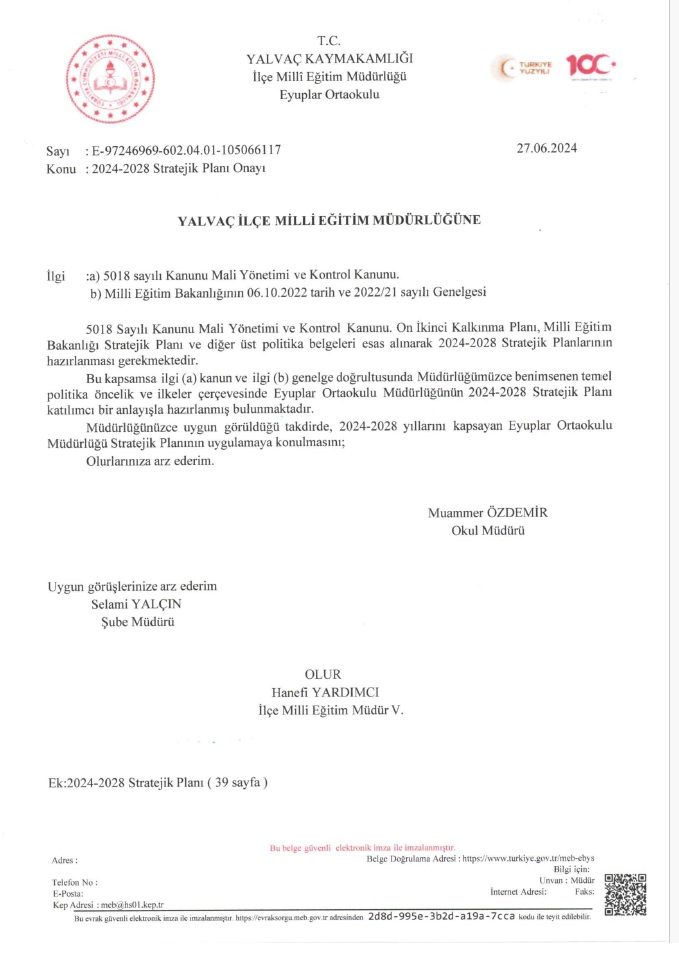 T.C.
YALVAÇ KAYMAKAMLIĞI
İlçe Millî Eğitim Müdürlüğü
Eyuplar Ortaokulu
TÜRKİYE
YÜZYILI
100
Sayı : E-97246969-602.04.01-105066117
27.06.2024
Konu : 2024-2028 Stratejik Planı Onayı
YALVAÇ İLÇE MİLLİ EĞİTİM MÜDÜRLÜĞÜNE
İlgi :a) 5018 sayılı Kanunu Mali Yönetimi ve Kontrol Kanunu.
b) Milli Eğitim Bakanlığının 06.10.2022 tarih ve 2022/21 sayılı Genelgesi
5018 Sayılı Kanunu Mali Yönetimi ve Kontrol Kanunu. On İkinci Kalkınma Planı, Milli Eğitim
Bakanlığı Stratejik Planı ve diğer üst politika belgeleri esas alınarak 2024-2028 Stratejik Planlarının
hazırlanması gerekmektedir.
Bu kapsamsa ilgi (a) kanun ve ilgi (b) genelge doğrultusunda Müdürlüğümüzce benimsenen temel
politika öncelik ve ilkeler çerçevesinde Eyuplar Ortaokulu Müdürlüğünün 2024-2028 Stratejik Planı
katılımcı bir anlayışla hazırlanmış bulunmaktadır.
Müdürlüğünüzce uygun görüldüğü takdirde, 2024-2028 yıllarını kapsayan Eyuplar Ortaokulu
Müdürlüğü Stratejik Planının uygulamaya konulmasını;
Olurlarınıza arz ederim.
Muammer ÖZDEMİR
Okul Müdürü
Uygun görüşlerinize arz ederim
Selami YALÇIN
Şube Müdürü
OLUR
Hanefi YARDIMCI
İlçe Milli Eğitim Müdür V.
Ek:2024-2028 Stratejik Planı ( 39 sayfa )
Bu belge güvenli elektronik imza ile imzalanmıştır.
Adres :
Belge Doğrulama Adresi : https://www.turkiye.gov.tr/meb-ebys
Bilgi için:
Telefon No :
Unvan : Müdür
E-Posta:
İnternet Adresi: Faks:
Kep Adresi : meb@hs01.kep.tr
Bu evrak güvenli elektronik imza ile imzalanmıştır. https://evraksorgu.meb.gov.tr adresinden 2d8d-995e-3b2d-a19a-7cca kodu ile teyit edilebilir.